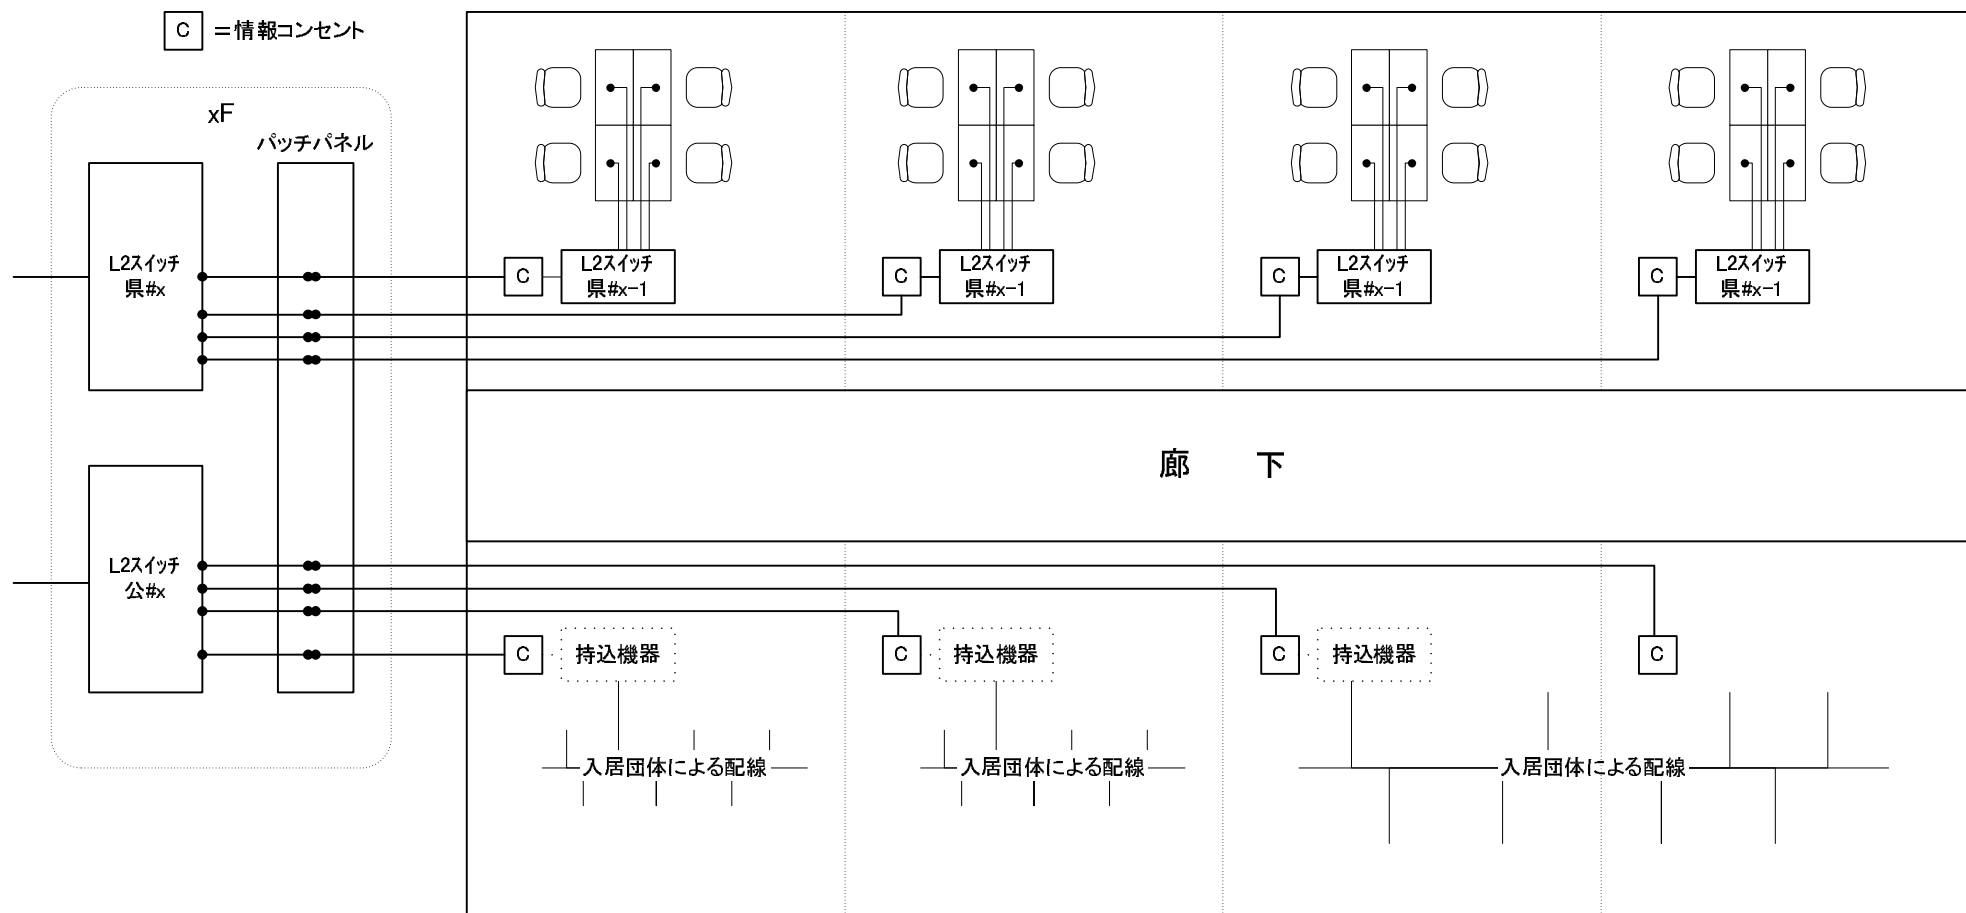 C =情報コンセント
xF
パッチパネル
L2スイッチ
県#x
C
L2スイッチ
県#x-1
C
L2スイッチ
県#x-1
C
L2スイッチ
県#x-1
C
L2スイッチ
県#x-1
廊 下
L2スイッチ
公#x
C
持込機器
C
持込機器
C
持込機器
C
入居団体による配線
入居団体による配線
入居団体による配線